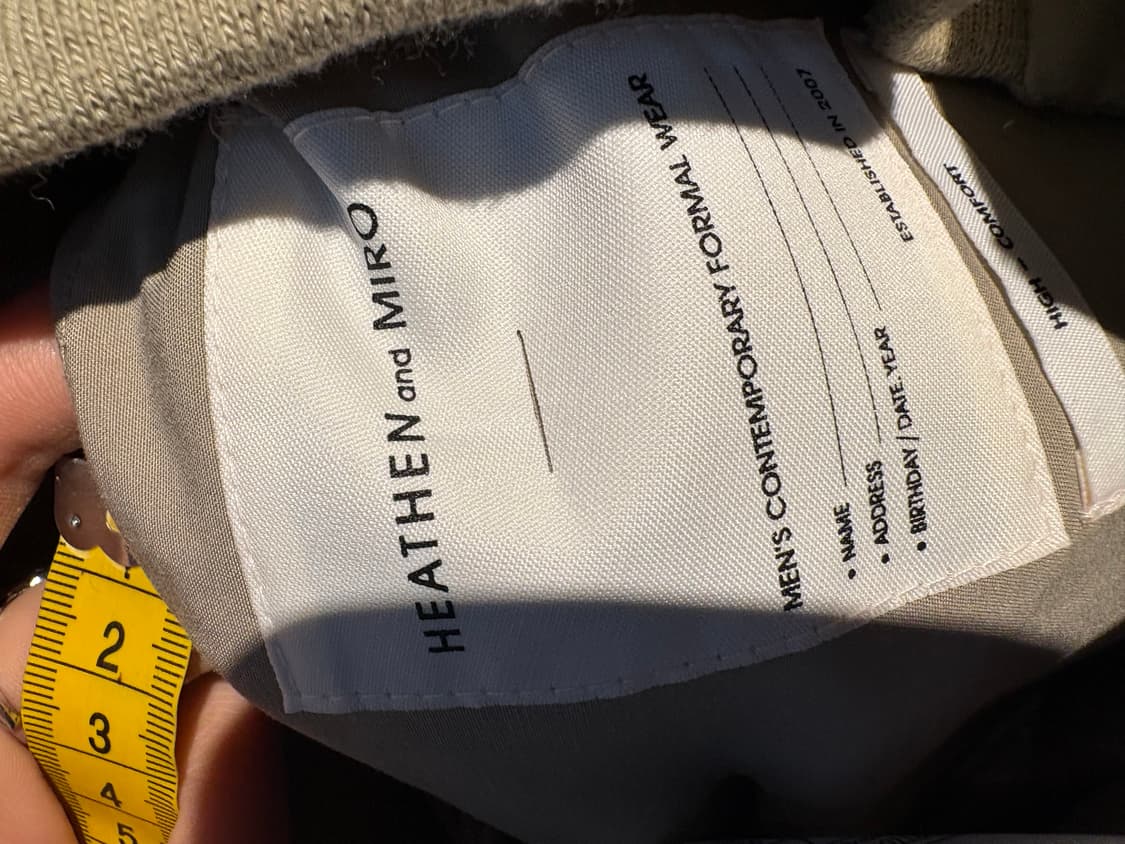 HEATHEN and MIRO
MEN'S CONTEMPORARY FORMAL WEAR
• NAME
• ADDRESS
• BIRTHDAY / DATE. YEAR
ESTABLISHED IN 2007
HIGH - COMFORT
2
3
4
5